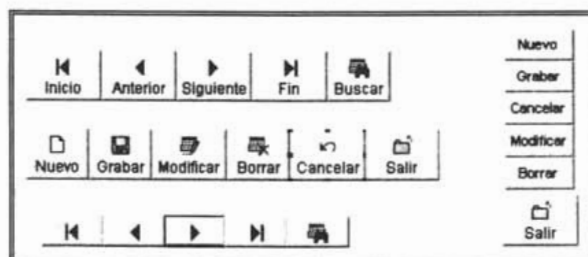 Inicio Anterior Siguiente Fin Buscar
Nuevo Grabar Modificar Borrar Cancelar Salir
Nuevo
Grabar
Cancelar
Modificar
Borrar
Salir